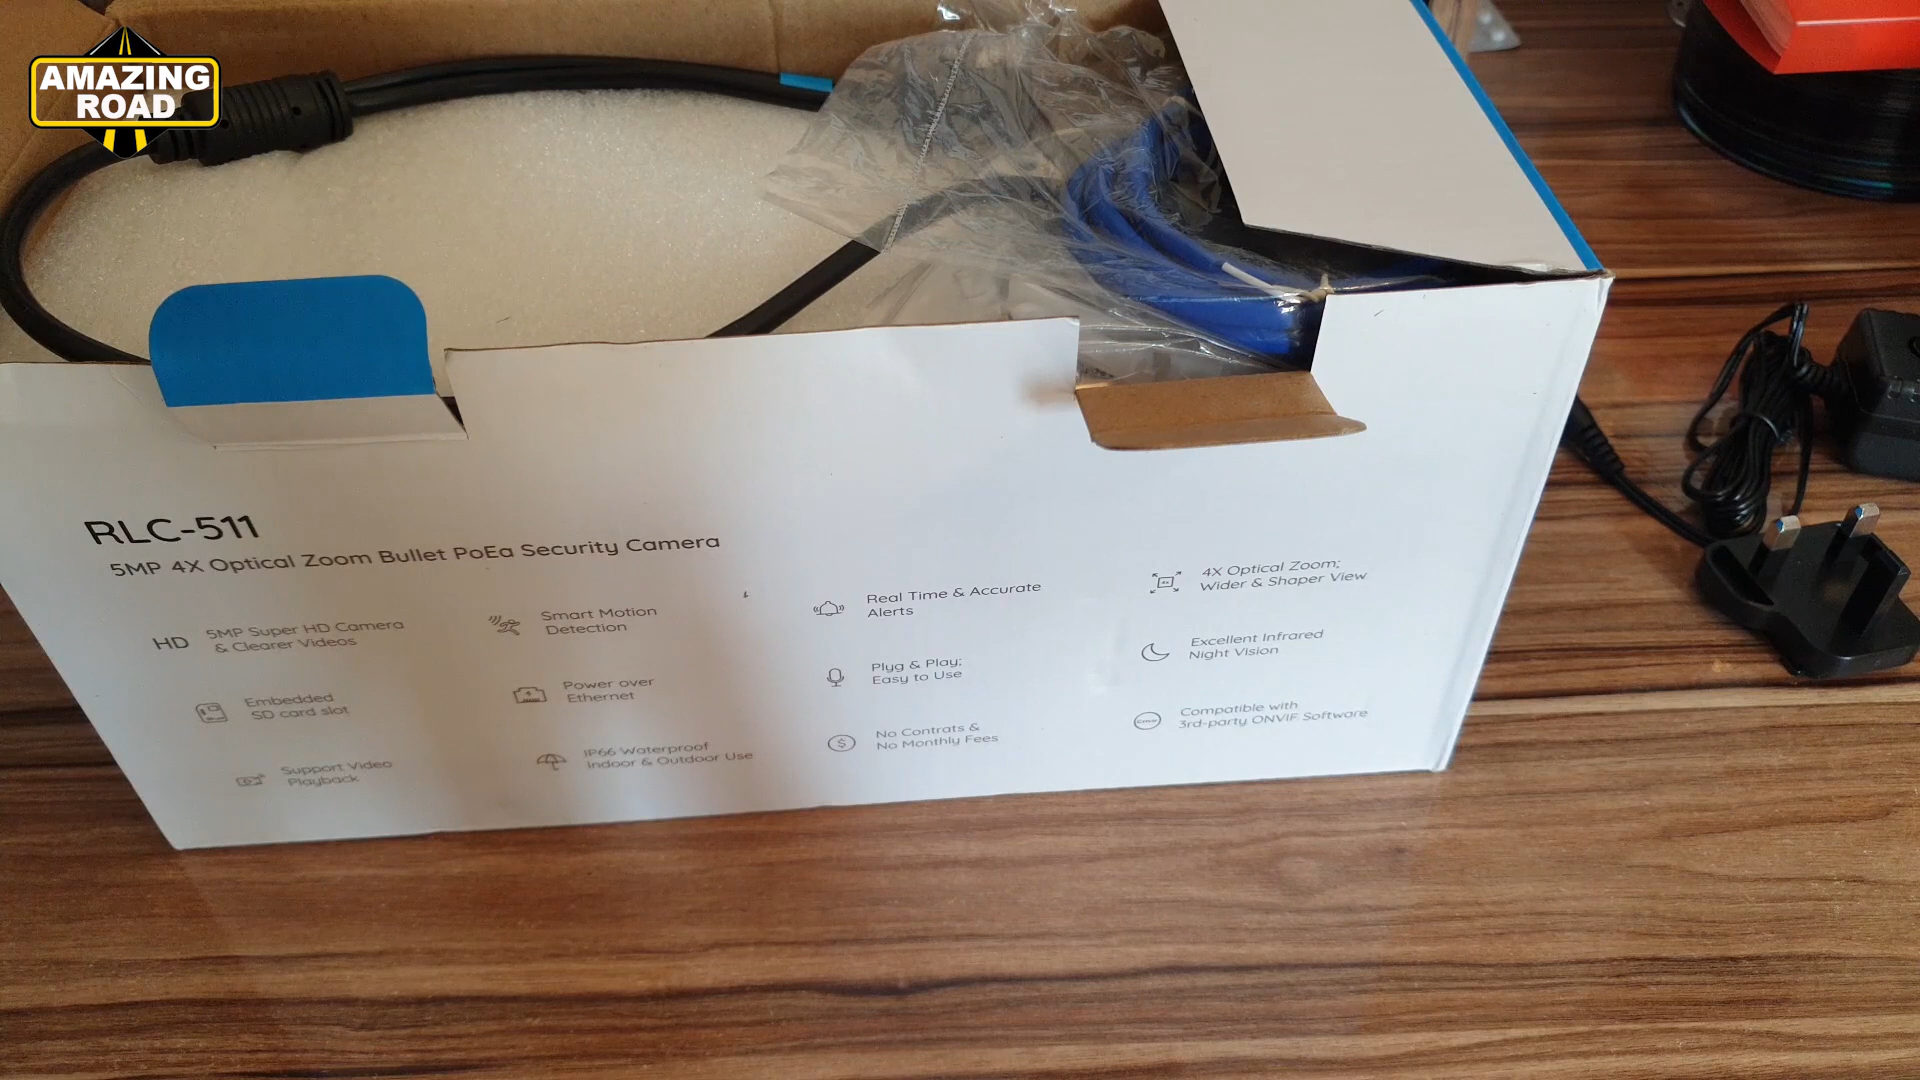 AMAZING
ROAD
RLC-511
5MP 4X Optical Zoom Bullet PoEa Security Camera
HD
5MP Super HD Camera
& Clearer Videos
Smart Motion
Detection
Real Time & Accurate
Alerts
4X Optical Zoom;
Wider & Shaper View
Embedded
SD card slot
Power over
Ethernet
Plyg & Play;
Easy to Use
Excellent Infrared
Night Vision
Support Video
Playback
IP66 Waterproof
Indoor & Outdoor Use
$
No Contrats &
No Monthly Fees
Compatible with
3rd-party ONVIF Software